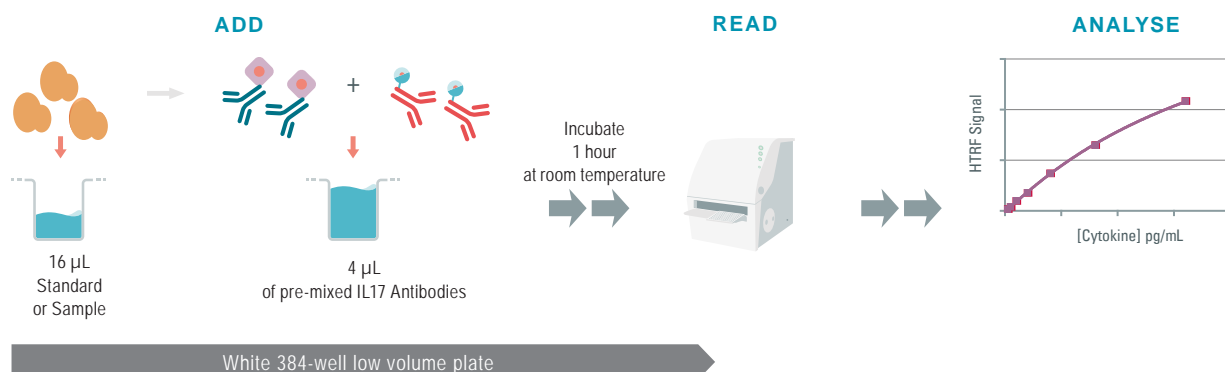 ADD
READ
ANALYSE
+
Incubate
1 hour
at room temperature
HTRF Signal
[Cytokine] pg/mL
16 µL
Standard
or Sample
4 µL
of pre-mixed IL17 Antibodies
White 384-well low volume plate